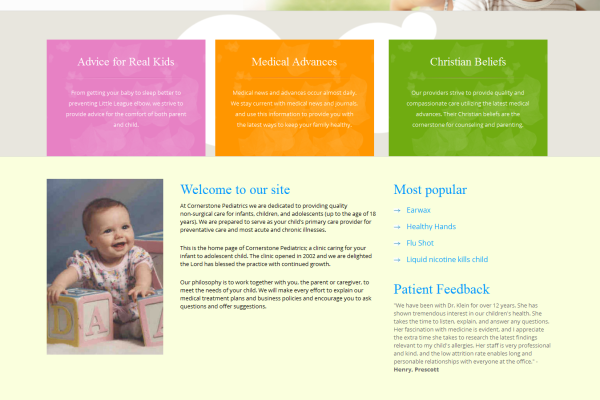 Advice for Real Kids
From getting your baby to sleep better to
preventing Little League elbow, we strive to
provide advice for the comfort of both parent
and child.
Medical Advances
Medical news and advances occur almost daily.
We stay current with medical news and journals,
and use this information to provide you with
the latest ways to keep your family healthy.
Christian Beliefs
Our providers strive to provide quality and
compassionate care utilizing the latest medical
advances. Their Christian beliefs are the
cornerstone for counseling and parenting.
D A
Welcome to our site
At Cornerstone Pediatrics we are dedicated to providing quality
non-surgical care for infants, children, and adolescents (up to the age of 18
years). We are prepared to serve as your child's primary care provider for
preventative care and most acute and chronic illnesses.
This is the home page of Cornerstone Pediatrics; a clinic caring for your
infant to adolescent child. The clinic opened in 2002 and we are delighted
the Lord has blessed the practice with continued growth.
Our philosophy is to work together with you, the parent or caregiver, to
meet the needs of your child. We will make every effort to explain our
medical treatment plans and business policies and encourage you to ask
questions and offer suggestions.
Most popular
→ Earwax
→ Healthy Hands
→ Flu Shot
→ Liquid nicotine kills child
Patient Feedback
"We have been with Dr. Klein for over 12 years. She has
shown tremendous interest in our children's health. She
takes the time to listen, explain, and answer any questions.
Her fascination with medicine is evident, and I appreciate
the extra time she takes to research the latest findings
relevant to my child's allergies. Her staff is very professional
and kind, and the low attrition rate enables long and
personable relationships with everyone at the office." -
Henry, Proscott